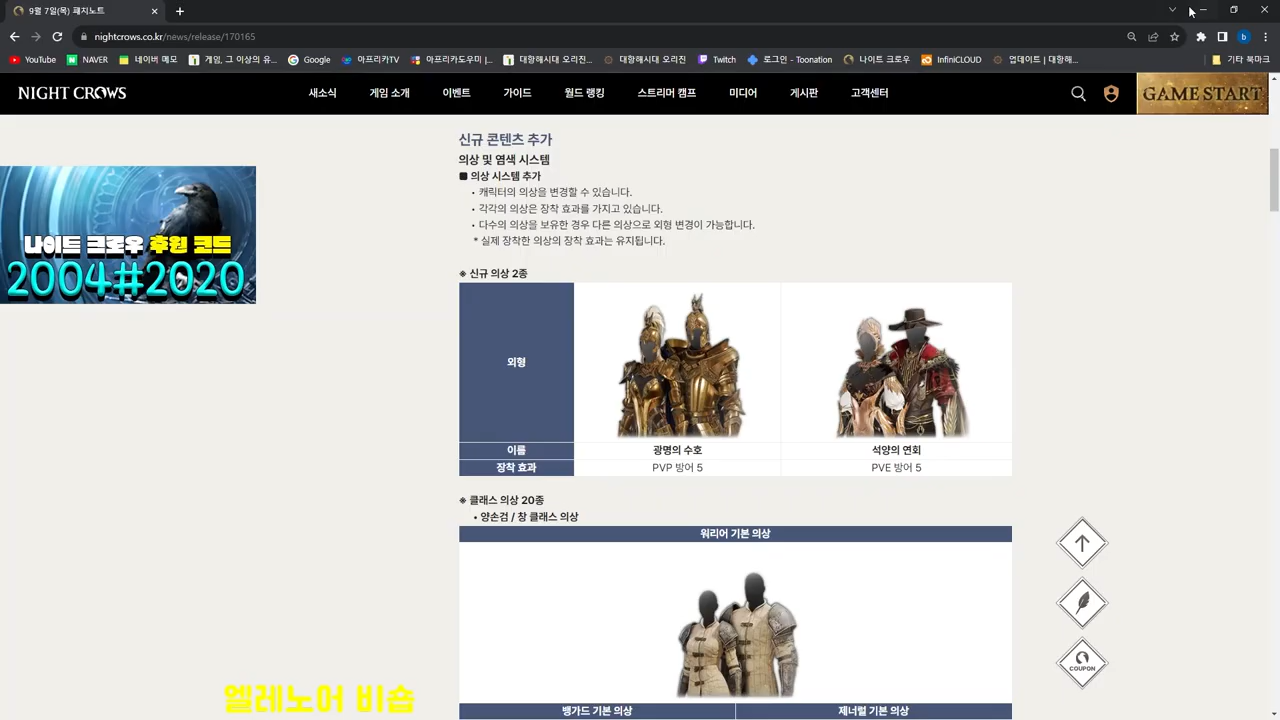 9월 7일(목) 패치노트
nightcrows.co.kr/news/release/170165
YouTube
NAVER
네이버 메모
게임, 그 이상의 유...
Google
아프리카TV
아프리카도우미 |...
대항해시대 오리진...
대항해시대 오리진
Twitch
로그인 - Toonation
나이트 크로우
InfiniCLOUD
업데이트 | 대항해...
기타 북마크
NIGHT CROWS
새소식
게임 소개
이벤트
가이드
월드 랭킹
스트리머 캠프
미디어
게시판
고객센터
GAME START
나이트 크로우 후원 코드
2004#2020
신규 콘텐츠 추가
의상 및 염색 시스템
■ 의상 시스템 추가
• 캐릭터의 의상을 변경할 수 있습니다.
• 각각의 의상은 장착 효과를 가지고 있습니다.
• 다수의 의상을 보유한 경우 다른 의상으로 외형 변경이 가능합니다.
* 실제 장착한 의상의 장착 효과는 유지됩니다.
※ 신규 의상 2종
외형
이름
광명의 수호
석양의 연회
장착 효과
PVP 방어 5
PVE 방어 5
※ 클래스 의상 20종
• 양손검 / 창 클래스 의상
워리어 기본 의상
뱅가드 기본 의상
제너럴 기본 의상
COUPON
엘레노어 비숍